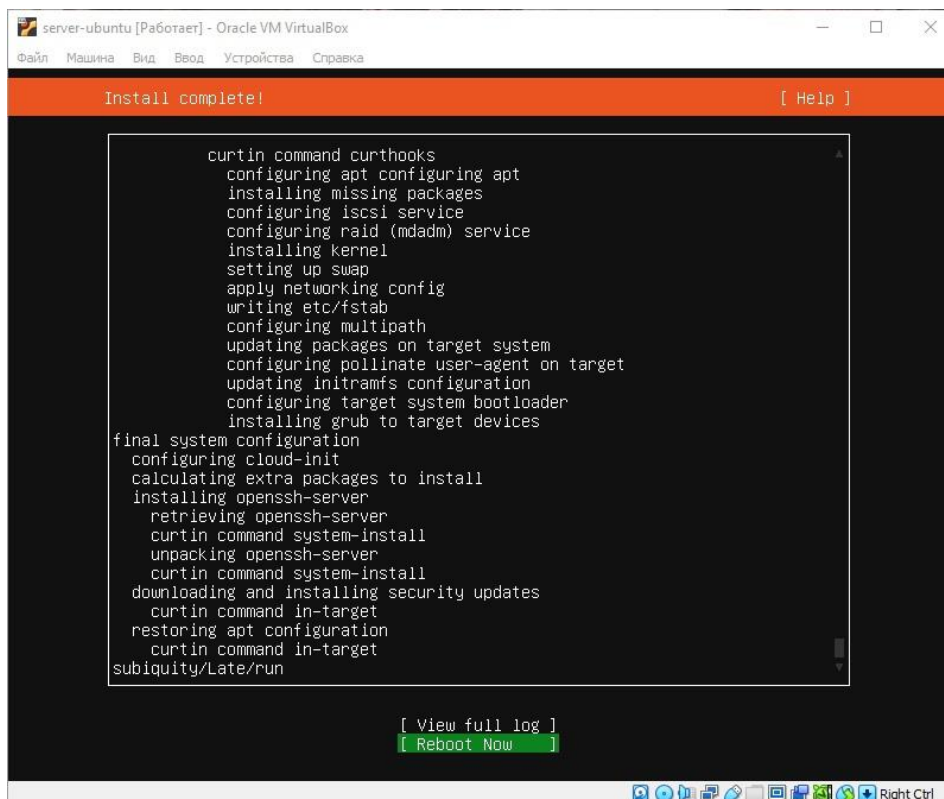 server-ubuntu [Работает] - Oracle VM VirtualBox
Файл Машина Вид Ввод Устройства Справка
Install complete! [ Help ]
curtin command curthooks
configuring apt configuring apt
installing missing packages
configuring iscsi service
configuring raid (mdadm) service
installing kernel
setting up swap
apply networking config
writing etc/fstab
configuring multipath
updating packages on target system
configuring pollinate user-agent on target
updating initramfs configuration
configuring target system bootloader
installing grub to target devices
final system configuration
configuring cloud-init
calculating extra packages to install
installing openssh-server
retrieving openssh-server
curtin command system-install
unpacking openssh-server
curtin command system-install
downloading and installing security updates
curtin command in-target
restoring apt configuration
curtin command in-target
subiquity/Late/run
[ View full log ]
[ Reboot Now ]
Right Ctrl